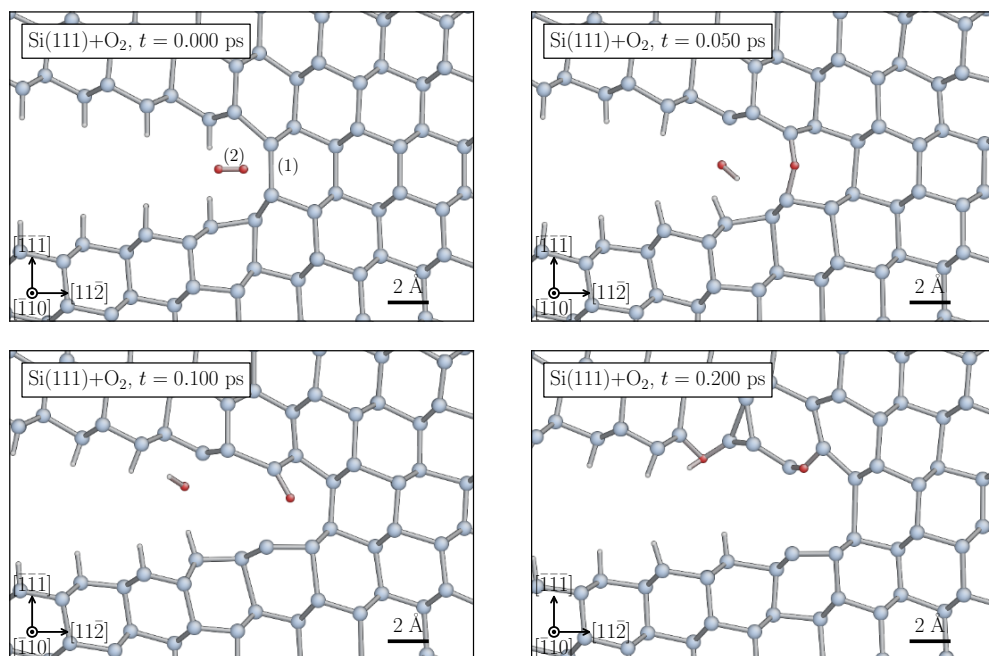 Si(111)+O₂, t = 0.000 ps
(2)
(1)
[1̄1̄1̄]
[112̄]
[1̄10]
2 Å
Si(111)+O₂, t = 0.050 ps
[1̄1̄1̄]
[112̄]
[1̄10]
2 Å
Si(111)+O₂, t = 0.100 ps
[1̄1̄1̄]
[112̄]
[1̄10]
2 Å
Si(111)+O₂, t = 0.200 ps
[1̄1̄1̄]
[112̄]
[1̄10]
2 Å